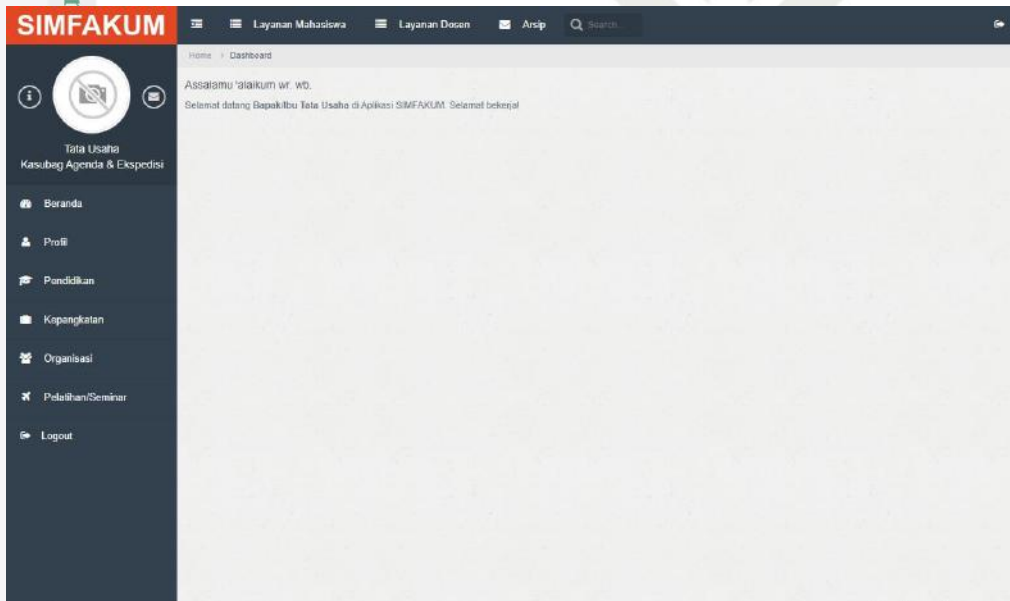 SIMFAKUM
Layanan Mahasiswa
Layanan Dosen
Arsip
Search...
Home > Dashboard
Assalamu 'alaikum wr. wb.
Selamat datang Bapak/Ibu Tata Usaha di Aplikasi SIMFAKUM. Selamat bekerja!
Tata Usaha
Kasubag Agenda & Ekspedisi
Beranda
Profil
Pendidikan
Kepangkatan
Organisasi
Pelatihan/Seminar
Logout